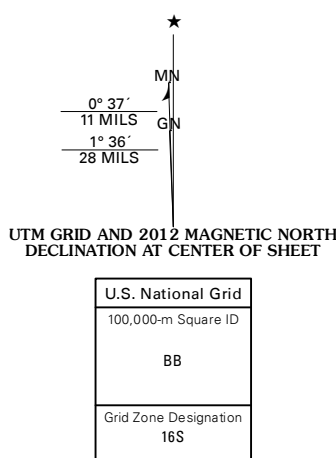 MN
0° 37´
11 MILS
GN
1° 36´
28 MILS
UTM GRID AND 2012 MAGNETIC NORTH
DECLINATION AT CENTER OF SHEET
U.S. National Grid
100,000-m Square ID
BB
Grid Zone Designation
16S